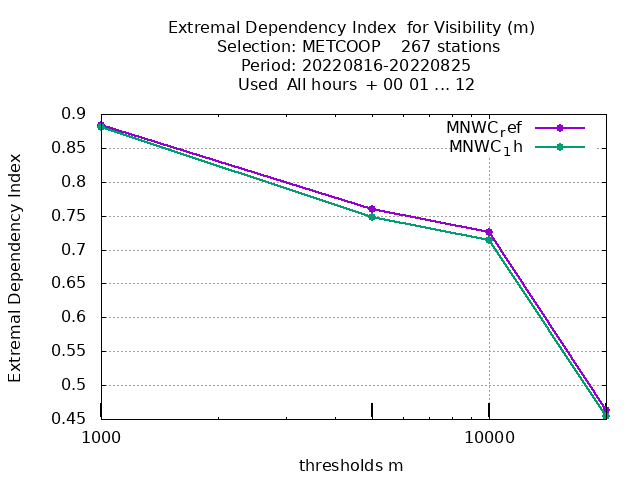 Extremal Dependency Index  for Visibility (m)
Selection: METCOOP    267 stations
Period: 20220816-20220825
Used  All hours  + 00 01 ... 12
Extremal Dependency Index
0.9
0.85
0.8
0.75
0.7
0.65
0.6
0.55
0.5
0.45
MNWCref
MNWC1h
1000
10000
thresholds m